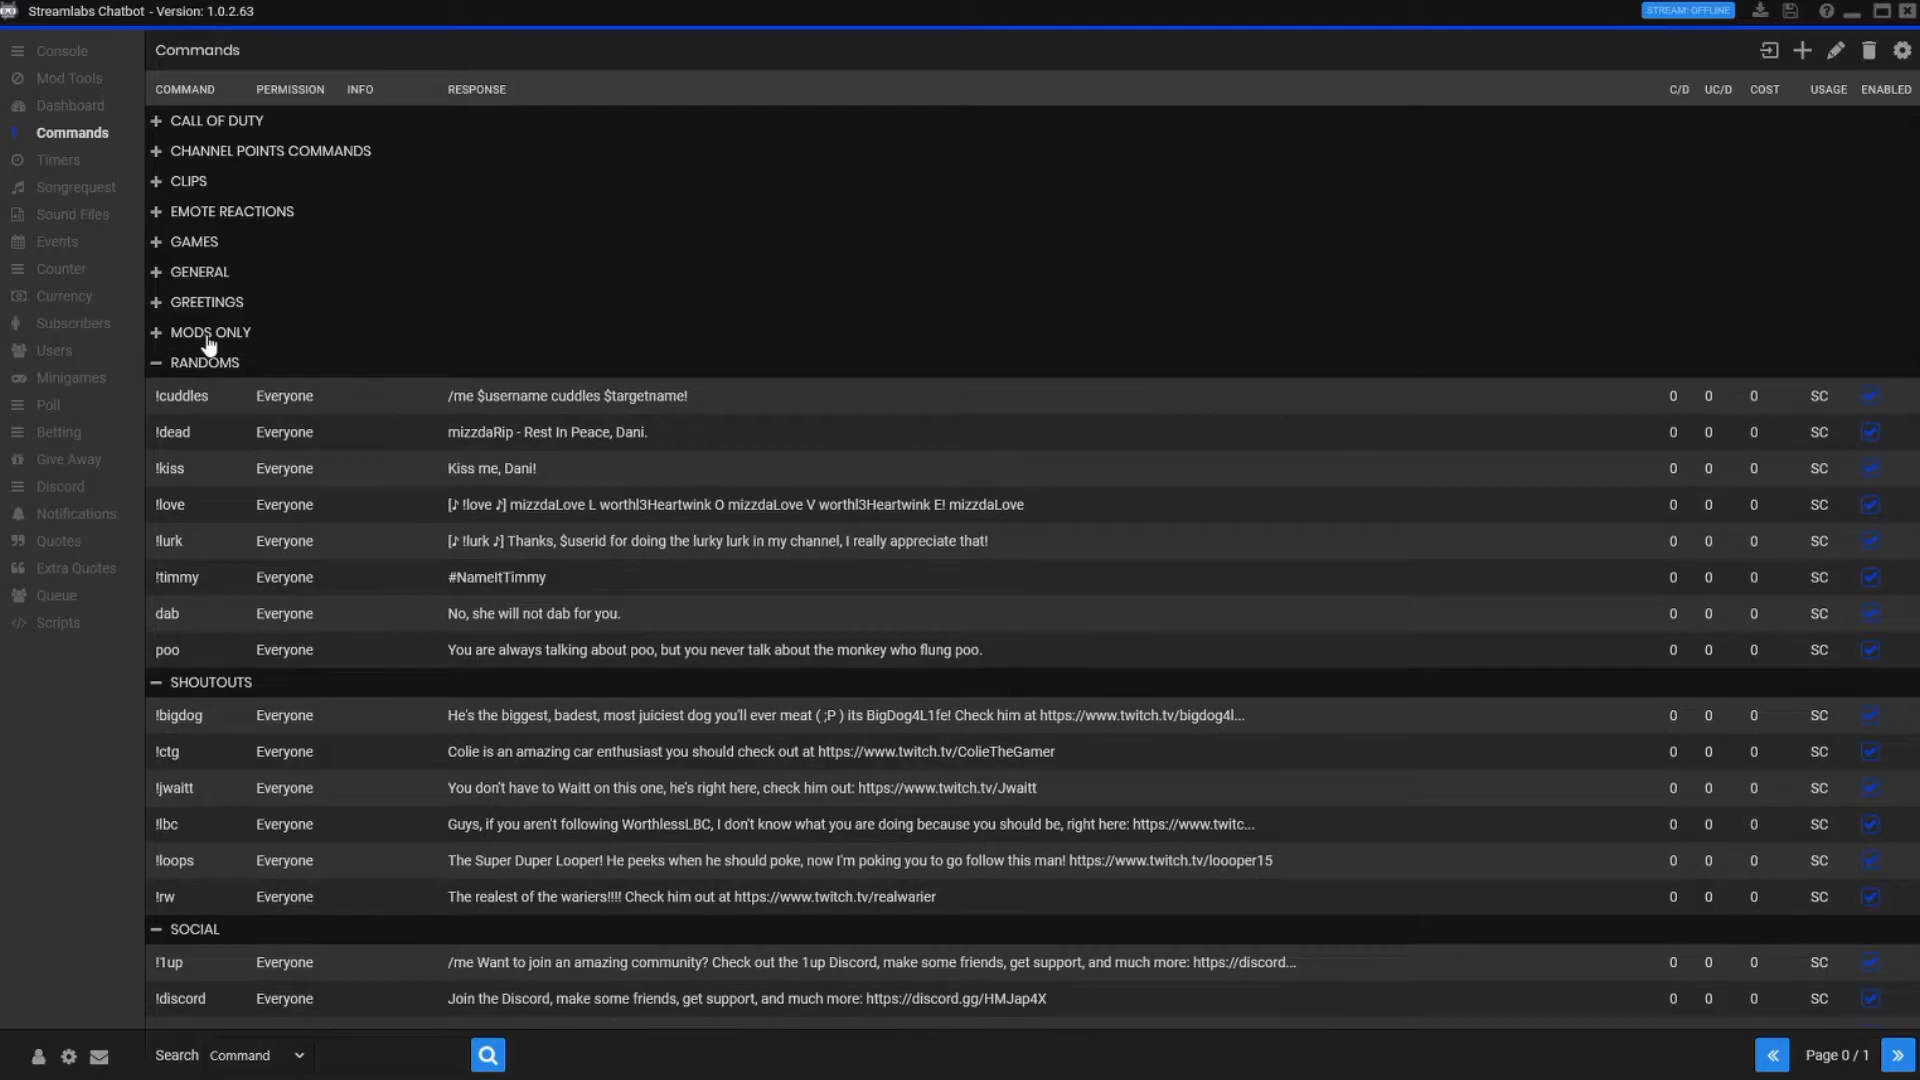 Streamlabs Chatbot - Version: 1.0.2.63
STREAM: OFFLINE
Console
Mod Tools
Dashboard
Commands
Timers
Songrequest
Sound Files
Events
Counter
Currency
Subscribers
Users
Minigames
Poll
Betting
Give Away
Discord
Notifications
Quotes
Extra Quotes
Queue
Scripts
Commands
COMMAND PERMISSION INFO RESPONSE C/D UC/D COST USAGE ENABLED
CALL OF DUTY
CHANNEL POINTS COMMANDS
CLIPS
EMOTE REACTIONS
GAMES
GENERAL
GREETINGS
MODS ONLY
RANDOMS
!cuddles Everyone /me $username cuddles $targetname! 0 0 0 SC
!dead Everyone mizzdaRip - Rest In Peace, Dani. 0 0 0 SC
!kiss Everyone Kiss me, Dani! 0 0 0 SC
!love Everyone [♪ !love ♪] mizzdaLove L worthl3Heartwink O mizzdaLove V worthl3Heartwink E! mizzdaLove 0 0 0 SC
!lurk Everyone [♪ !lurk ♪] Thanks, $userid for doing the lurky lurk in my channel, I really appreciate that! 0 0 0 SC
!timmy Everyone #NameItTimmy 0 0 0 SC
dab Everyone No, she will not dab for you. 0 0 0 SC
poo Everyone You are always talking about poo, but you never talk about the monkey who flung poo. 0 0 0 SC
SHOUTOUTS
!bigdog Everyone He's the biggest, badest, most juiciest dog you'll ever meat ( ;P ) its BigDog4L1fe! Check him at https://www.twitch.tv/bigdog4l... 0 0 0 SC
!ctg Everyone Colie is an amazing car enthusiast you should check out at https://www.twitch.tv/ColieTheGamer 0 0 0 SC
!jwaitt Everyone You don't have to Waitt on this one, he's right here, check him out: https://www.twitch.tv/Jwaitt 0 0 0 SC
!lbc Everyone Guys, if you aren't following WorthlessLBC, I don't know what you are doing because you should be, right here: https://www.twitc... 0 0 0 SC
!loops Everyone The Super Duper Looper! He peeks when he should poke, now I'm poking you to go follow this man! https://www.twitch.tv/loooper15 0 0 0 SC
!rw Everyone The realest of the wariers!!!! Check him out at https://www.twitch.tv/realwarier 0 0 0 SC
SOCIAL
!1up Everyone /me Want to join an amazing community? Check out the 1up Discord, make some friends, get support, and much more: https://discord... 0 0 0 SC
!discord Everyone Join the Discord, make some friends, get support, and much more: https://discord.gg/HMJap4X 0 0 0 SC
Search Command
Page 0 / 1